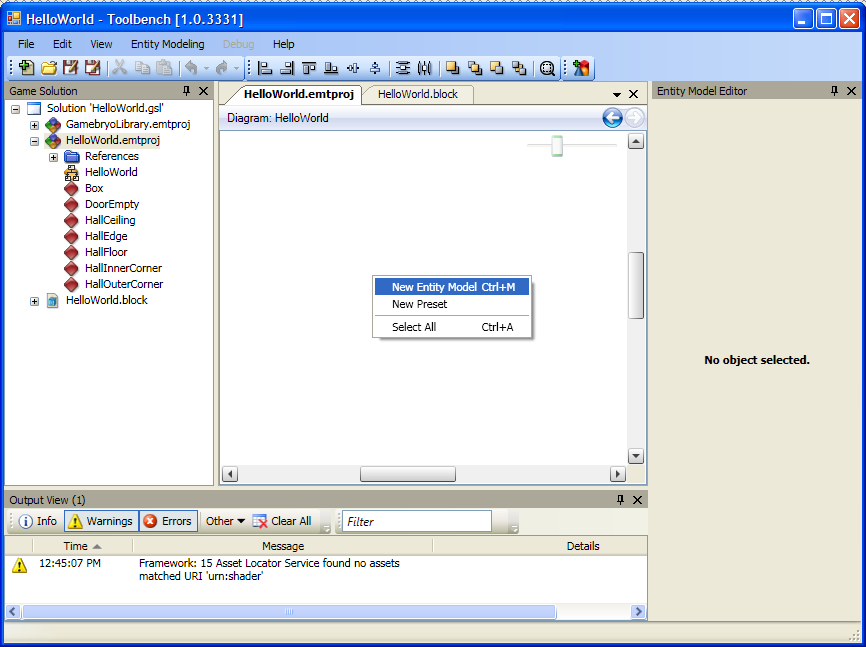 HelloWorld - Toolbench [1.0.3331]
File Edit View Entity Modeling Debug Help
Game Solution
Solution 'HelloWorld.gsl'
GamebryoLibrary.emtproj
HelloWorld.emtproj
References
HelloWorld
Box
DoorEmpty
HallCeiling
HallEdge
HallFloor
HallInnerCorner
HallOuterCorner
HelloWorld.block
HelloWorld.emtproj HelloWorld.block
Diagram: HelloWorld
New Entity Model Ctrl+M
New Preset
Select All Ctrl+A
Entity Model Editor
No object selected.
Output View (1)
Info Warnings Errors Other Clear All Filter
Time Message Details
12:45:07 PM Framework: 15 Asset Locator Service found no assets
matched URI 'urn:shader'